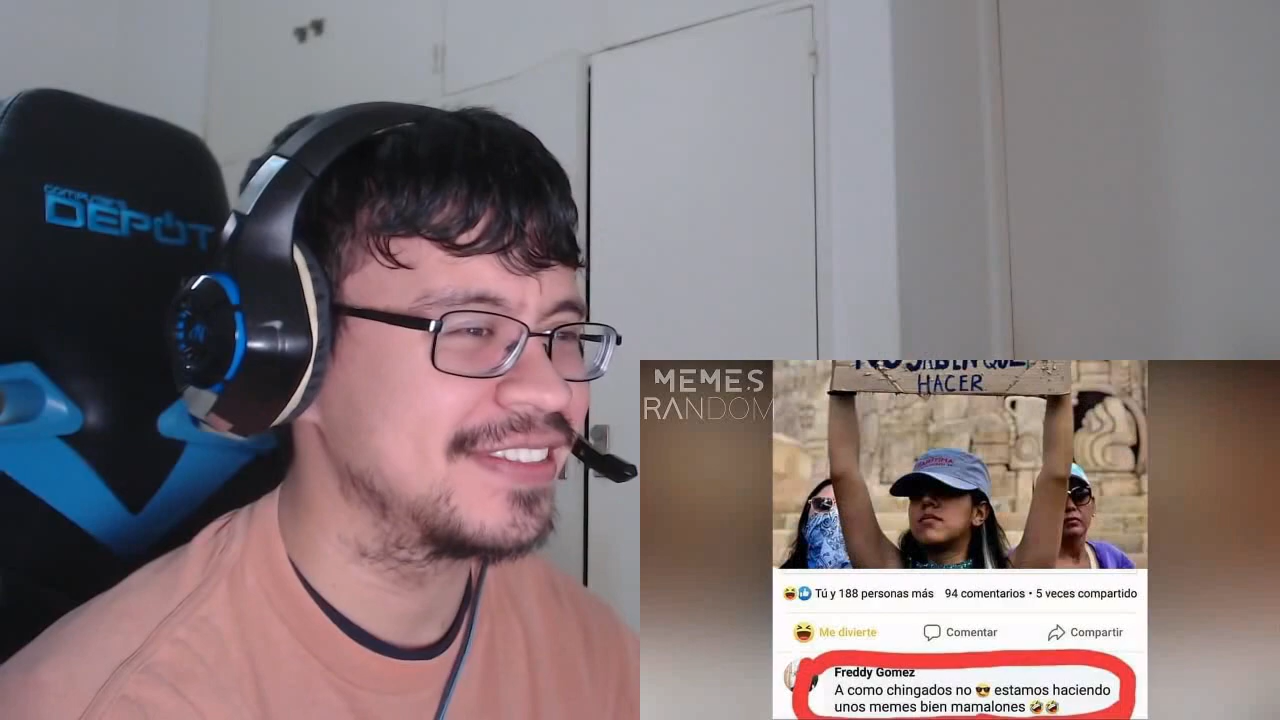 DEPOT
MEMES
RANDOM
HACER
Tú y 188 personas más 94 comentarios • 5 veces compartido
Me divierte Comentar Compartir
Freddy Gomez
A como chingados no 😎 estamos haciendo
unos memes bien mamalones 🤣🤣